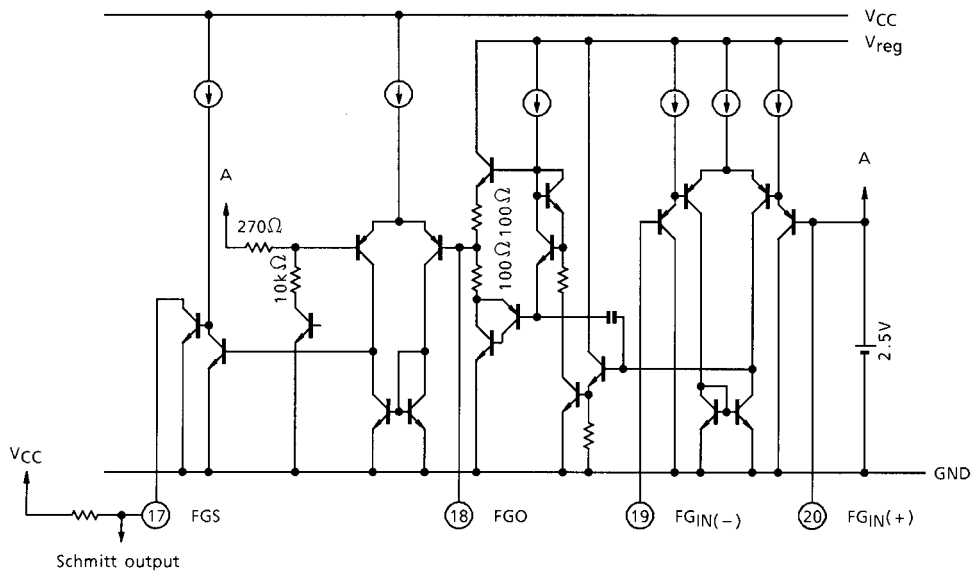 VCC
Vreg
A
A
270Ω
10kΩ
100Ω
100Ω
2.5V
VCC
GND
17 FGS
18 FGO
19 FGIN(-)
20 FGIN(+)
Schmitt output